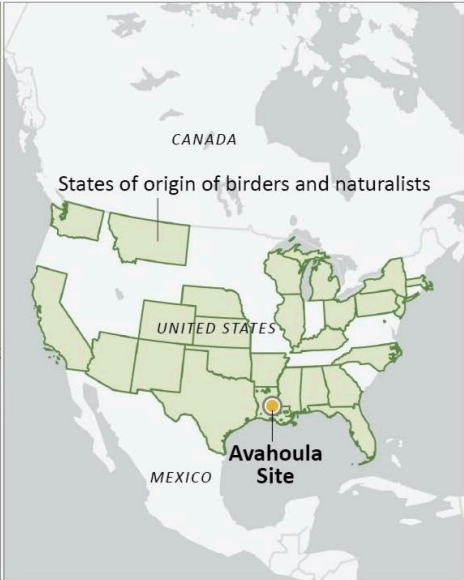 CANADA
States of origin of birders and naturalists
UNITED STATES
Avahoula
Site
MEXICO